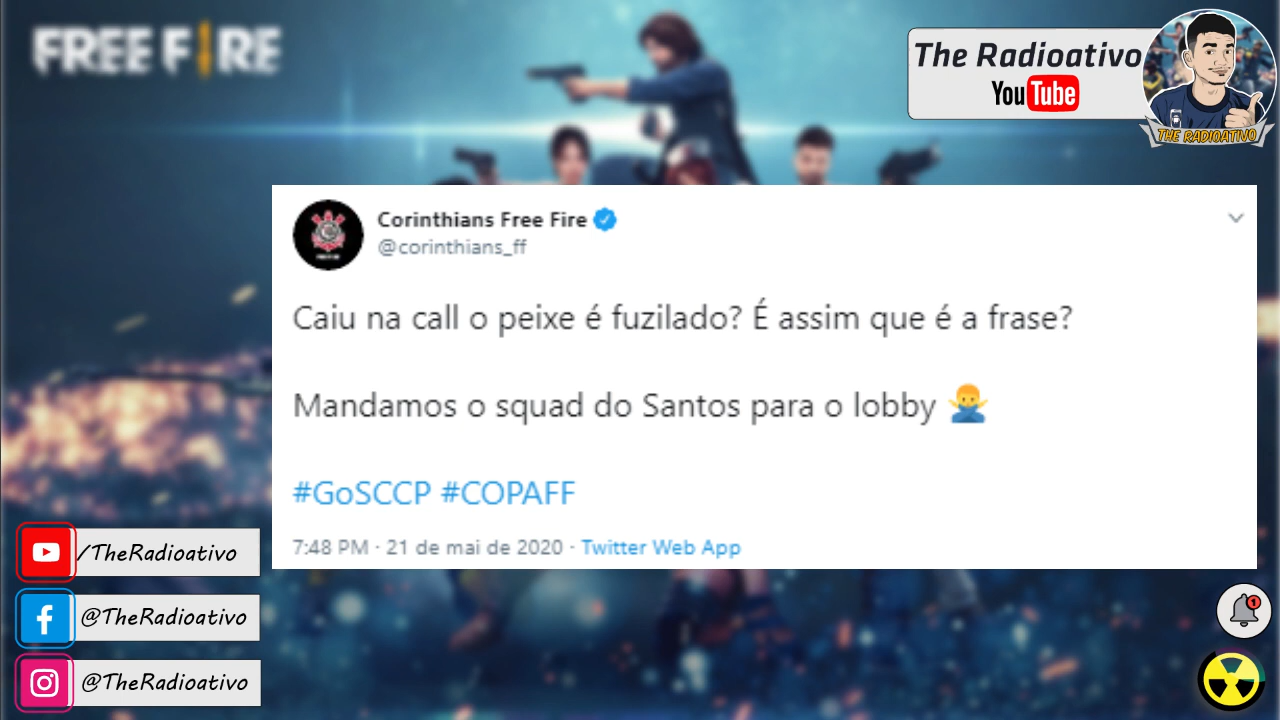 FREE FIRE
The Radioativo
YouTube
THE RADIOATIVO
Corinthians Free Fire
@corinthians_ff
Caiu na call o peixe é fuzilado? É assim que é a frase?
Mandamos o squad do Santos para o lobby
#GoSCCP #COPAFF
7:48 PM · 21 de mai de 2020 · Twitter Web App
/TheRadioativo
@TheRadioativo
@TheRadioativo
1